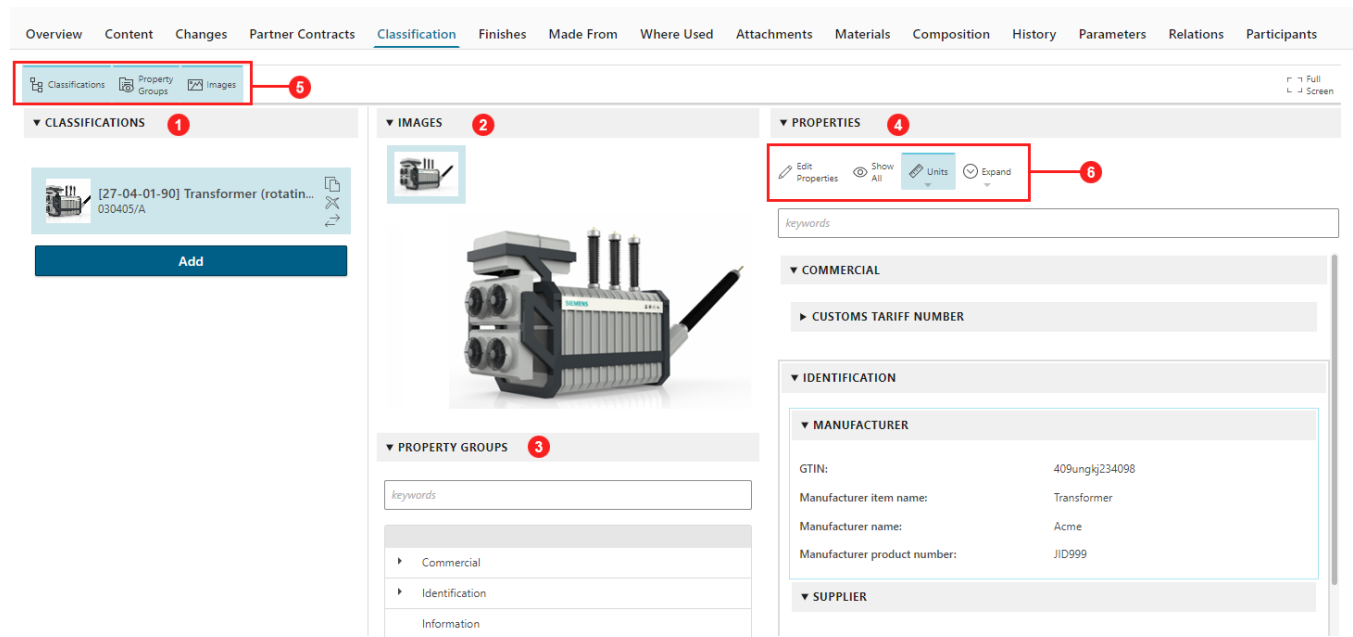 Overview Content Changes Partner Contracts Classification Finishes Made From Where Used Attachments Materials Composition History Parameters Relations Participants
Classifications Property Groups Images 5 Full Screen
CLASSIFICATIONS 1
[27-04-01-90] Transformer (rotatin...
030405/A
Add
IMAGES 2
SIEMENS
PROPERTY GROUPS 3
keywords
Commercial
Identification
Information
PROPERTIES 4
Edit Properties Show All Units Expand 6
keywords
COMMERCIAL
CUSTOMS TARIFF NUMBER
IDENTIFICATION
MANUFACTURER
GTIN: 409ungkj234098
Manufacturer item name: Transformer
Manufacturer name: Acme
Manufacturer product number: JID999
SUPPLIER